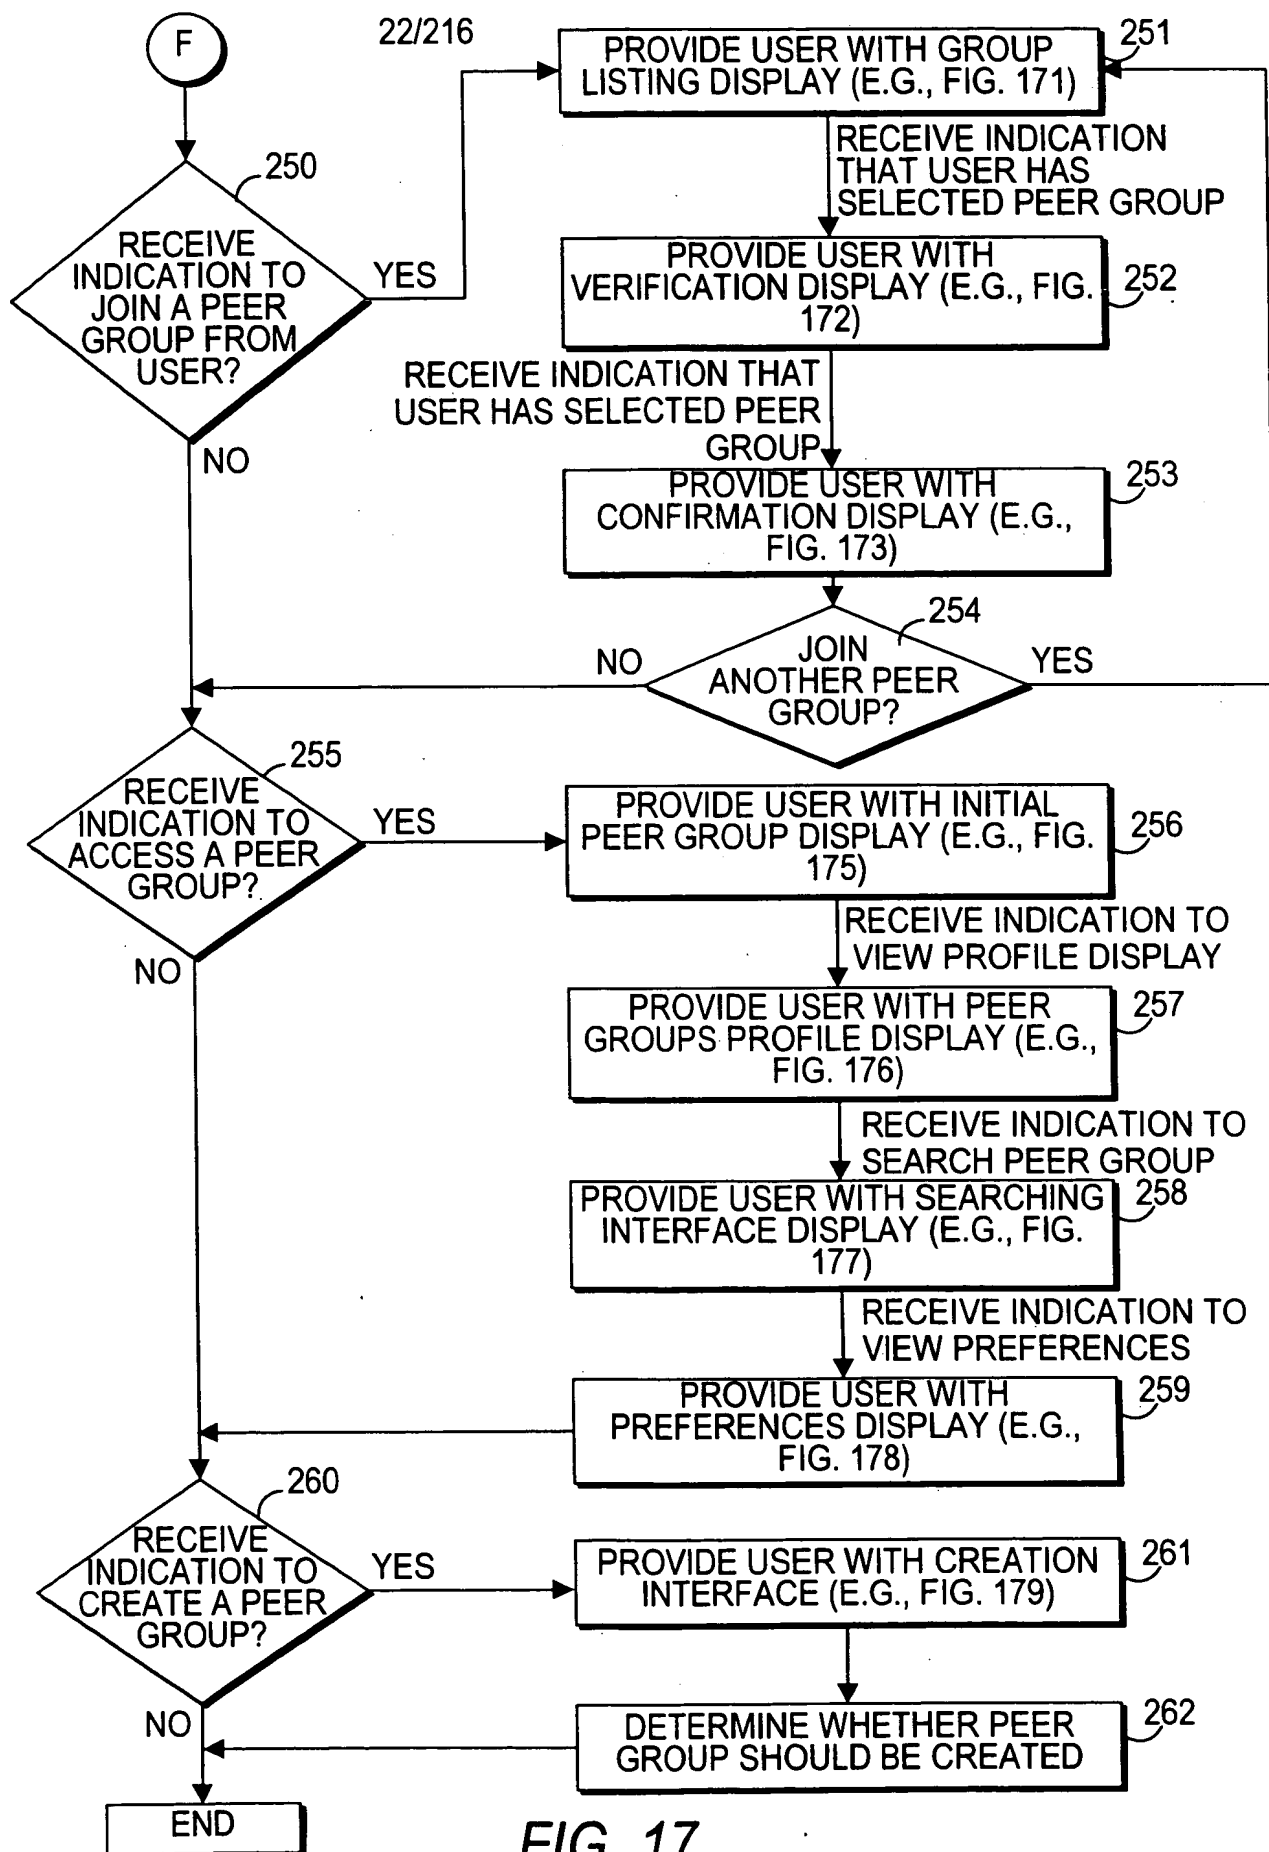 F
22/216
PROVIDE USER WITH GROUP
LISTING DISPLAY (E.G., FIG. 171)
251
RECEIVE INDICATION
THAT USER HAS
SELECTED PEER GROUP
250
RECEIVE
INDICATION TO
JOIN A PEER
GROUP FROM
USER?
YES
NO
PROVIDE USER WITH
VERIFICATION DISPLAY (E.G., FIG.
172)
252
RECEIVE INDICATION THAT
USER HAS SELECTED PEER
GROUP
PROVIDE USER WITH
CONFIRMATION DISPLAY (E.G.,
FIG. 173)
253
254
JOIN
ANOTHER PEER
GROUP?
NO
YES
255
RECEIVE
INDICATION TO
ACCESS A PEER
GROUP?
YES
NO
PROVIDE USER WITH INITIAL
PEER GROUP DISPLAY (E.G., FIG.
175)
256
RECEIVE INDICATION TO
VIEW PROFILE DISPLAY
PROVIDE USER WITH PEER
GROUPS PROFILE DISPLAY (E.G.,
FIG. 176)
257
RECEIVE INDICATION TO
SEARCH PEER GROUP
PROVIDE USER WITH SEARCHING
INTERFACE DISPLAY (E.G., FIG.
177)
258
RECEIVE INDICATION TO
VIEW PREFERENCES
PROVIDE USER WITH
PREFERENCES DISPLAY (E.G.,
FIG. 178)
259
260
RECEIVE
INDICATION TO
CREATE A PEER
GROUP?
YES
NO
PROVIDE USER WITH CREATION
INTERFACE (E.G., FIG. 179)
261
DETERMINE WHETHER PEER
GROUP SHOULD BE CREATED
262
END
FIG. 17